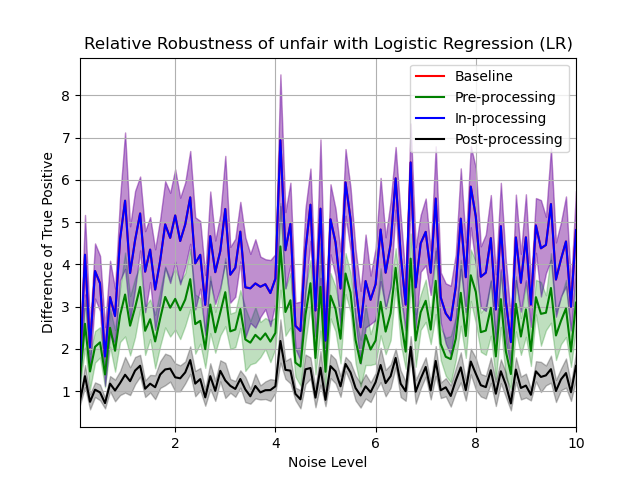 Relative Robustness of unfair with Logistic Regression (LR)
Baseline
Pre-processing
In-processing
Post-processing
Difference of True Positive
8
7
6
5
4
3
2
1
2
4
6
8
10
Noise Level